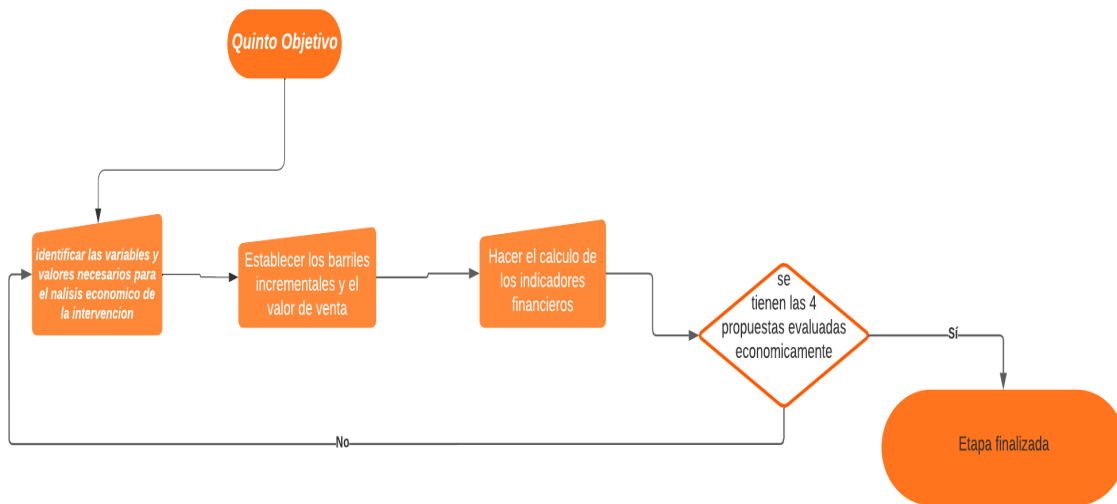 Quinto Objetivo
identificar las variables y
valores necesarios para
el nalisis economico de
la intervencion
Establecer los barriles
incrementales y el
valor de venta
Hacer el calculo de
los indicadores
financieros
se
tienen las 4
propuestas evaluadas
economicamente
Sí
No
Etapa finalizada